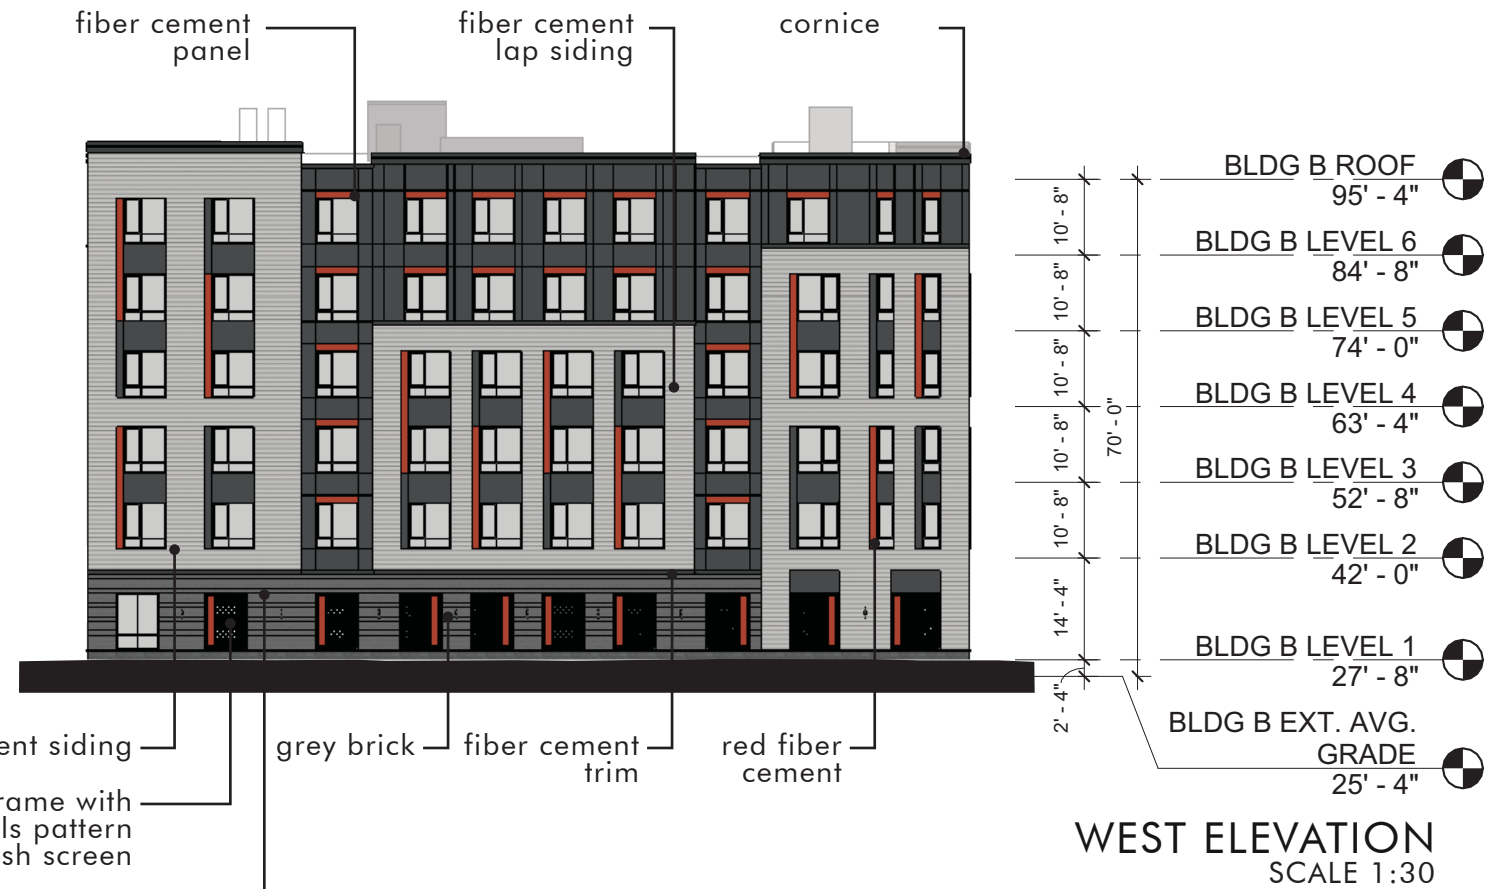 fiber cement
panel
fiber cement
lap siding
cornice
BLDG B ROOF
95' - 4"
10' - 8"
BLDG B LEVEL 6
84' - 8"
10' - 8"
BLDG B LEVEL 5
74' - 0"
10' - 8"
BLDG B LEVEL 4
63' - 4"
70' - 0"
10' - 8"
BLDG B LEVEL 3
52' - 8"
10' - 8"
BLDG B LEVEL 2
42' - 0"
14' - 4"
BLDG B LEVEL 1
27' - 8"
2' - 4"
BLDG B EXT. AVG.
GRADE
25' - 4"
siding
grey brick
fiber cement
trim
red fiber
cement
with
pattern
screen
WEST ELEVATION
SCALE 1:30